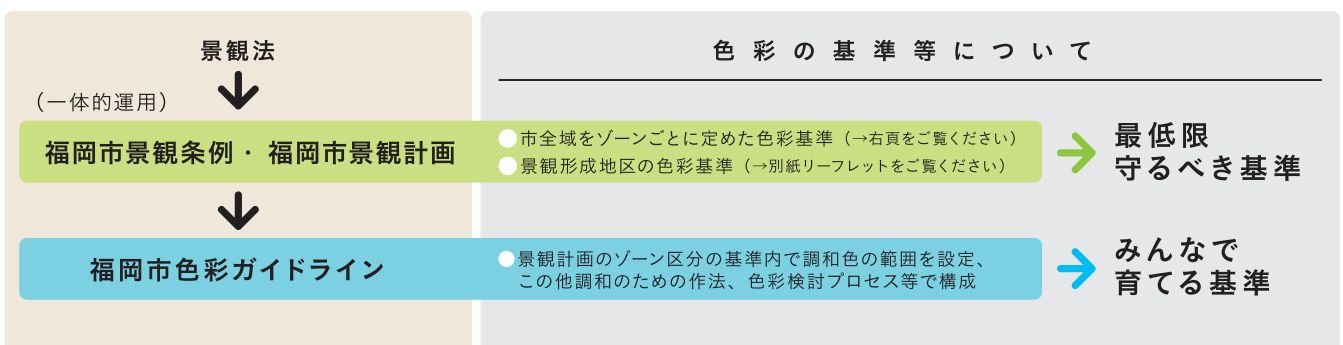 景観法
色彩の基準等について
（一体的運用）
福岡市景観条例・福岡市景観計画
●市全域をゾーンごとに定めた色彩基準（→右頁をご覧ください）
●景観形成地区の色彩基準（→別紙リーフレットをご覧ください）
最低限
守るべき基準
福岡市色彩ガイドライン
●景観計画のゾーン区分の基準内で調和色の範囲を設定、
この他調和のための作法、色彩検討プロセス等で構成
みんなで
育てる基準